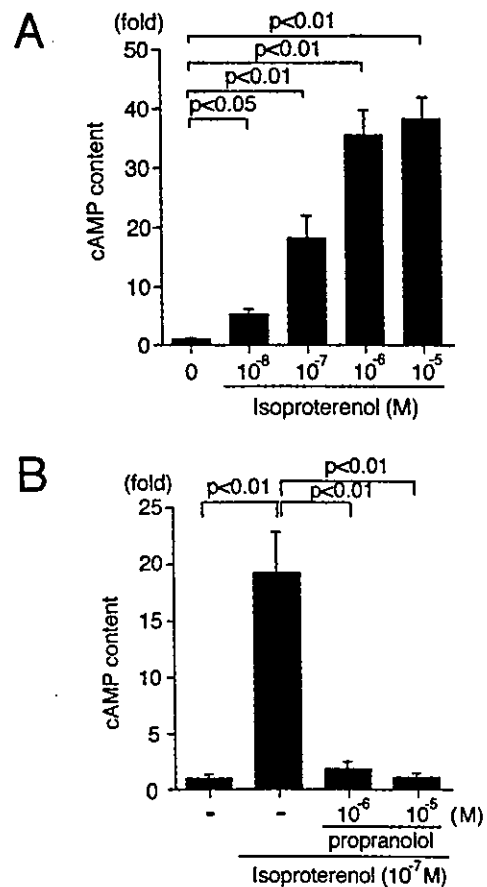 A
(fold)
p<0.01
p<0.01
p<0.01
p<0.05
50
40
30
20
10
0
cAMP content
0 10⁻⁸ 10⁻⁷ 10⁻⁶ 10⁻⁵
Isoproterenol (M)
B
(fold)
p<0.01
p<0.01 p<0.01
25
20
15
10
5
0
cAMP content
- - 10⁻⁶ 10⁻⁵ (M)
propranolol
Isoproterenol (10⁻⁷M)